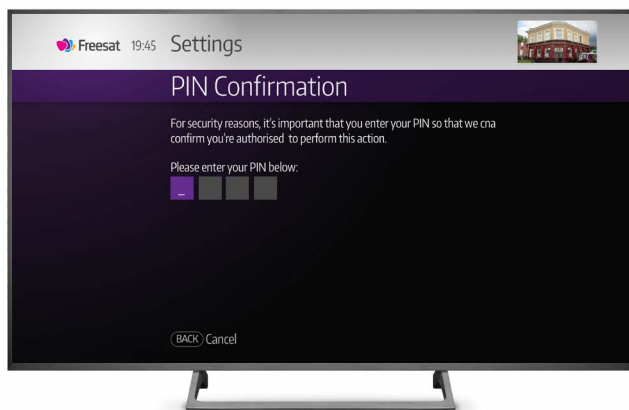 Freesat 19:45 Settings
PIN Confirmation
For security reasons, it's important that you enter your PIN so that we cna
confirm you're authorised to perform this action.
Please enter your PIN below:
_
BACK Cancel